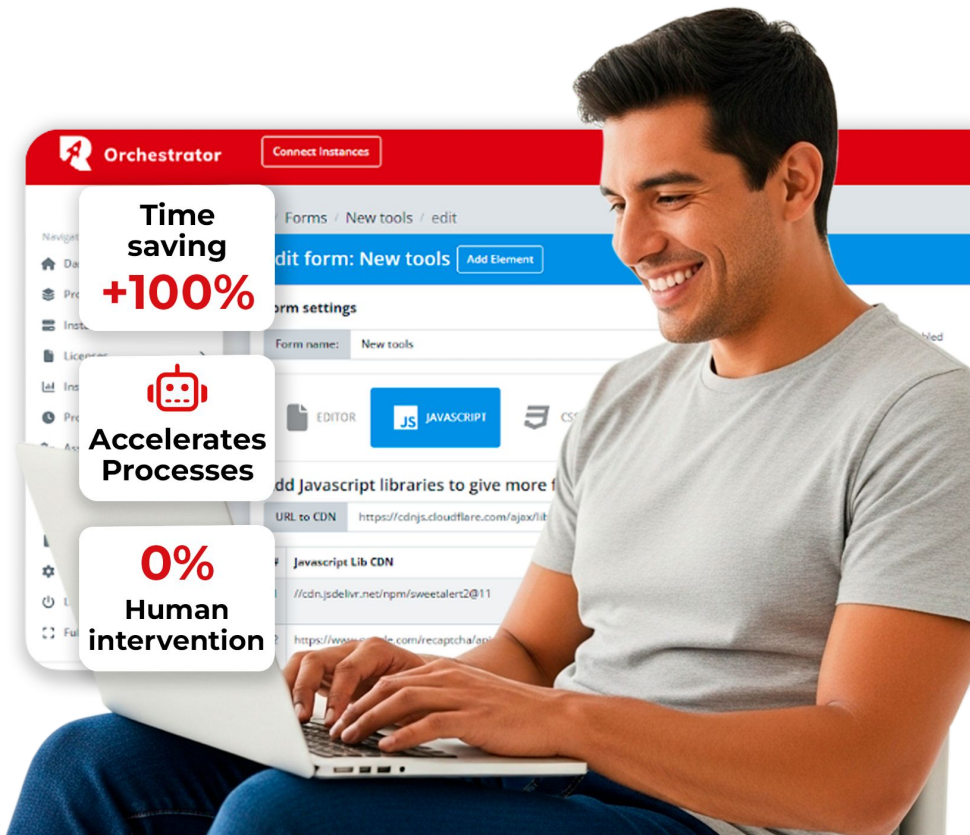 Orchestrator
Connect Instances
Time
saving
+100%
Forms / New tools / edit
dit form: New tools
Add Element
orm settings
Form name:
New tools
EDITOR
JS
JAVASCRIPT
Licenses
Accelerates
Processes
dd Javascript libraries to give more f
URL to CDN
https://cdnjs.cloudflare.com/ajax/lib
0%
Human
intervention
#
Javascript Lib CDN
//cdn.jsdelivr.net/npm/sweetalert2@11